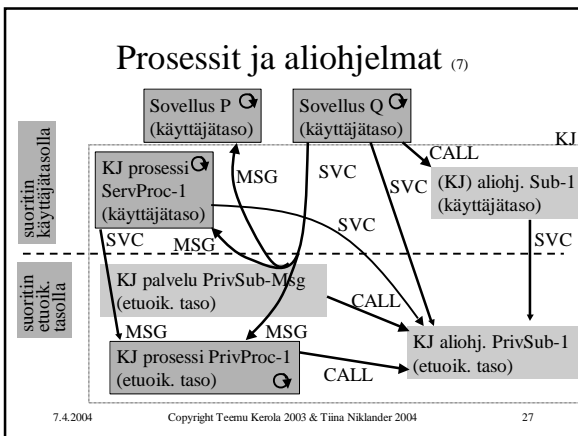 Prosessit ja aliohjelmat (7)
Sovellus P
(käyttäjätaso)
Sovellus Q
(käyttäjätaso)
KJ
suoritin
käyttäjätasolla
KJ prosessi
ServProc-1
(käyttäjätaso)
MSG
SVC
CALL
SVC
(KJ) aliohj. Sub-1
(käyttäjätaso)
SVC
SVC
MSG
SVC
suoritin
etuoik.
tasolla
KJ palvelu PrivSub-Msg
(etuoik. taso)
CALL
MSG
MSG
KJ aliohj. PrivSub-1
(etuoik. taso)
KJ prosessi PrivProc-1
(etuoik. taso)
CALL
7.4.2004
Copyright Teemu Kerola 2003 & Tiina Niklander 2004
27